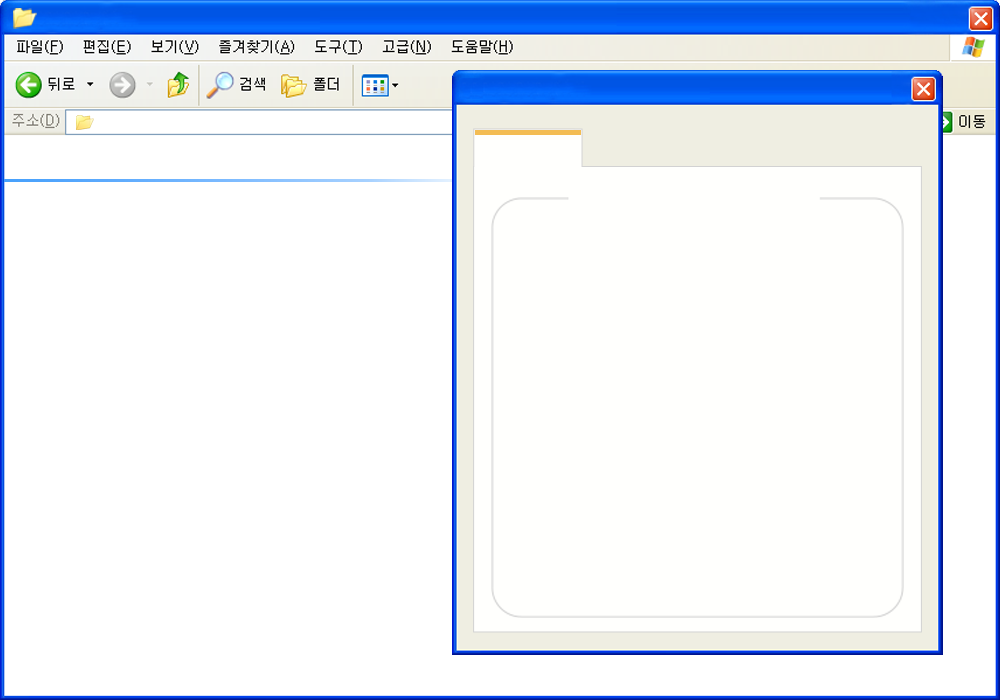 파일(F) 편집(E) 보기(V) 즐겨찾기(A) 도구(T) 고급(N) 도움말(H)
뒤로 검색 폴더
주소(D) 이동